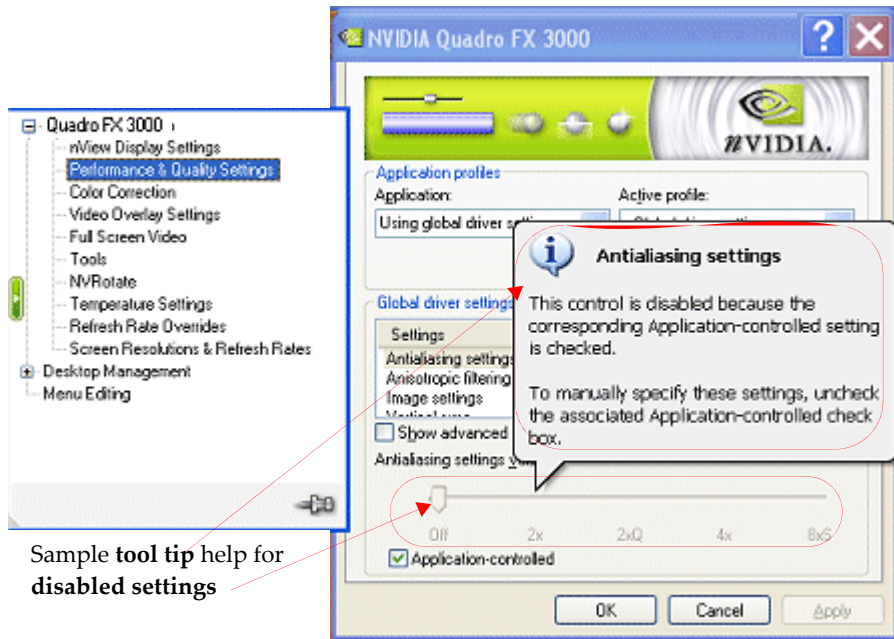 NVIDIA Quadro FX 3000
Quadro FX 3000
nView Display Settings
Performance & Quality Settings
Color Correction
Video Overlay Settings
Full Screen Video
Tools
NVRotate
Temperature Settings
Refresh Rate Overrides
Screen Resolutions & Refresh Rates
Desktop Management
Menu Editing
nVIDIA.
Application profiles
Application:
Active profile:
Using global driver
Global driver settings
Settings
Antialiasing settings
Anisotropic filtering
Image settings
Show advanced
Antialiasing settings
Antialiasing settings
This control is disabled because the
corresponding Application-controlled setting
is checked.
To manually specify these settings, uncheck
the associated Application-controlled check
box.
Off 2x 2xQ 4x 8xS
Application-controlled
OK Cancel Apply
Sample tool tip help for
disabled settings